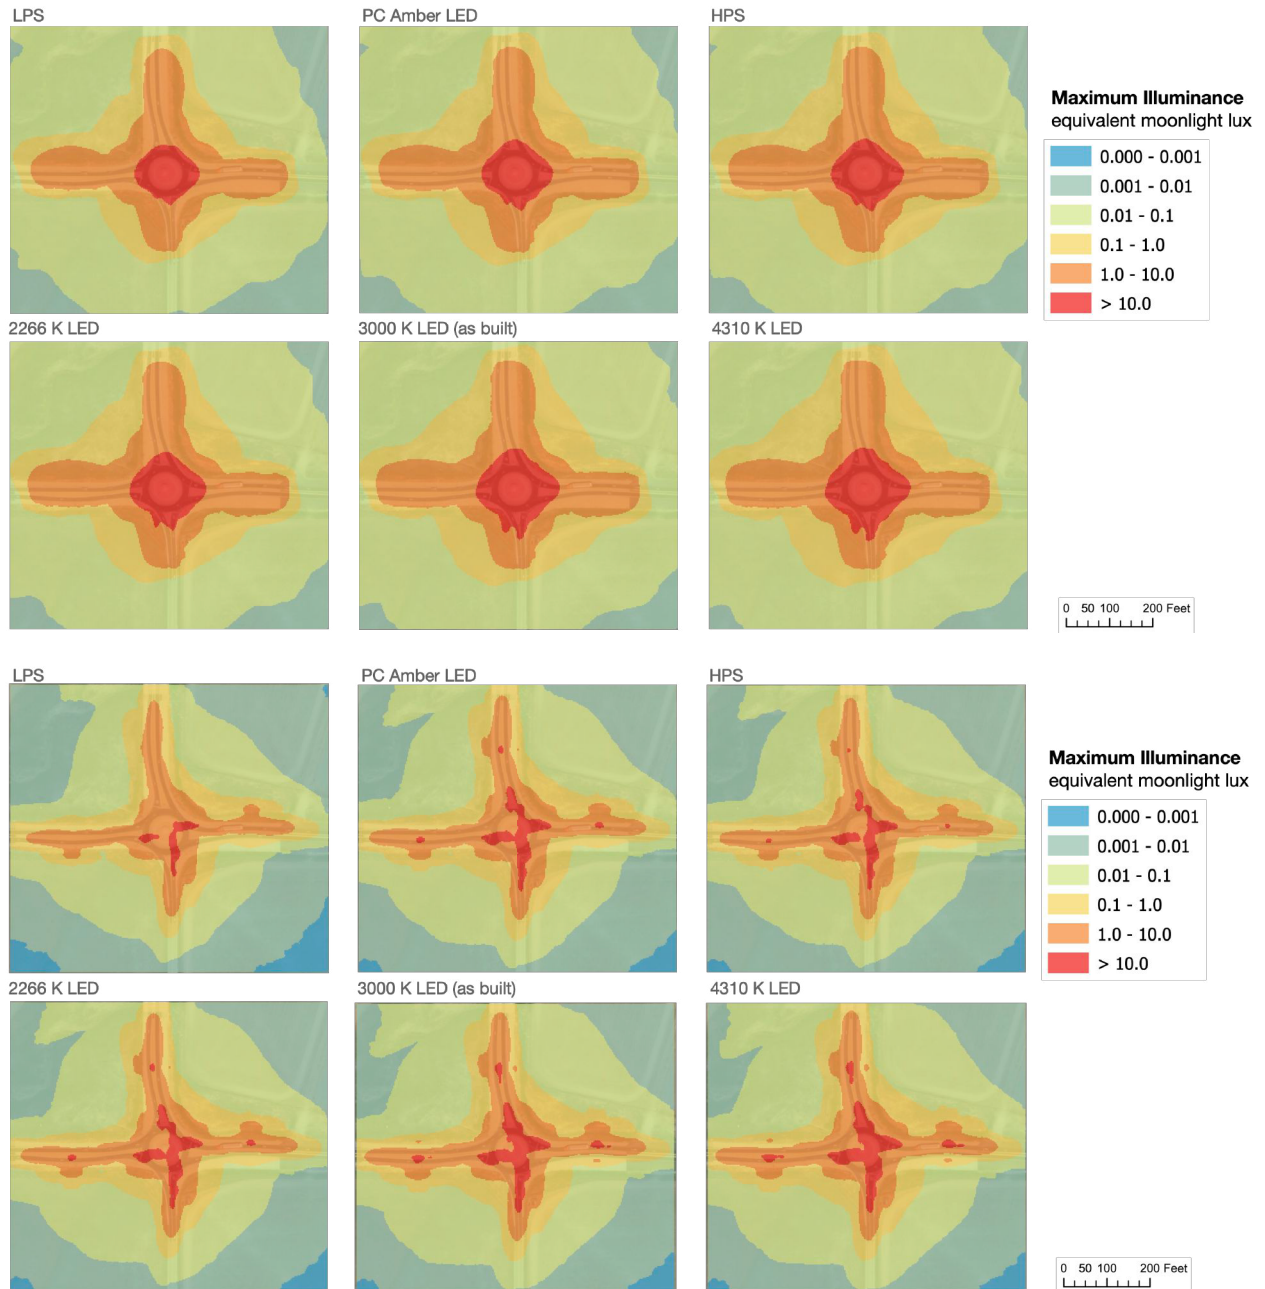 LPS
PC Amber LED
HPS
Maximum Illuminance
equivalent moonlight lux
0.000 - 0.001
0.001 - 0.01
0.01 - 0.1
0.1 - 1.0
1.0 - 10.0
> 10.0
2266 K LED
3000 K LED (as built)
4310 K LED
0 50 100 200 Feet
LPS
PC Amber LED
HPS
Maximum Illuminance
equivalent moonlight lux
0.000 - 0.001
0.001 - 0.01
0.01 - 0.1
0.1 - 1.0
1.0 - 10.0
> 10.0
2266 K LED
3000 K LED (as built)
4310 K LED
0 50 100 200 Feet